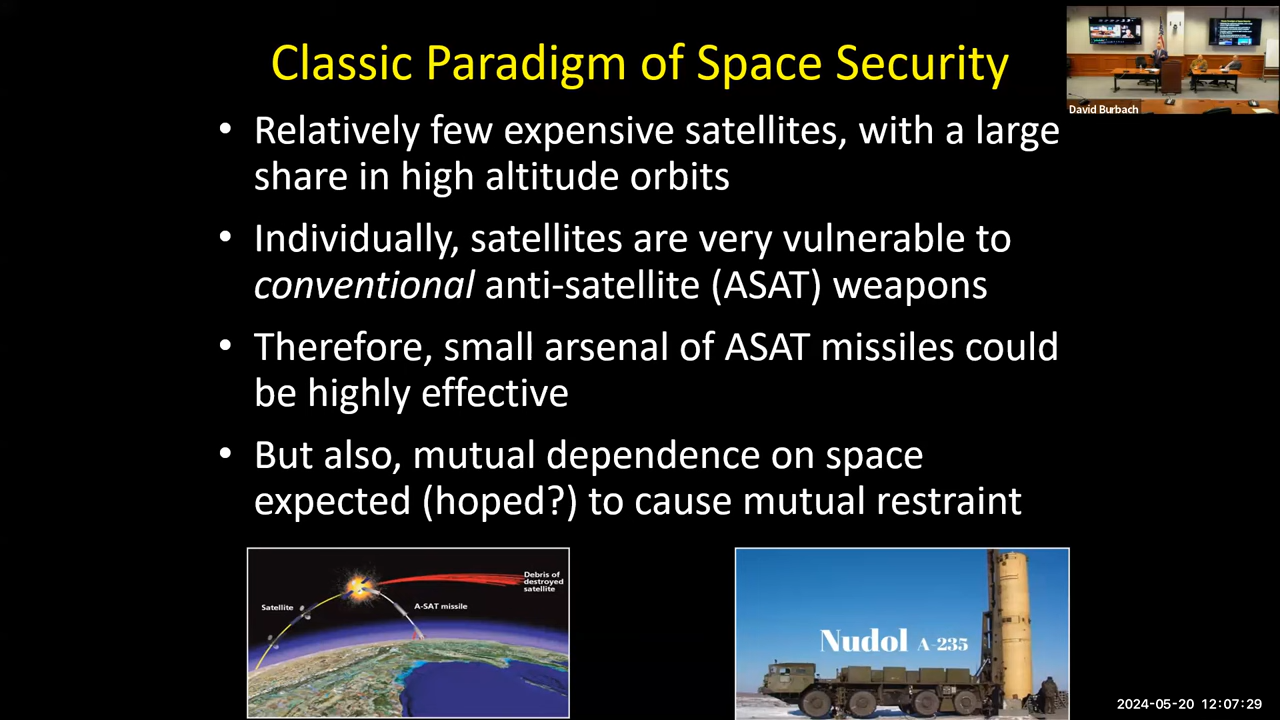 Classic Paradigm of Space Security
David Burbach
• Relatively few expensive satellites, with a large
share in high altitude orbits
• Individually, satellites are very vulnerable to
conventional anti-satellite (ASAT) weapons
• Therefore, small arsenal of ASAT missiles could
be highly effective
• But also, mutual dependence on space
expected (hoped?) to cause mutual restraint
Debris of
destroyed
satellite
Satellite
A-SAT missile
Nudol A-235
2024-05-20 12:07:29